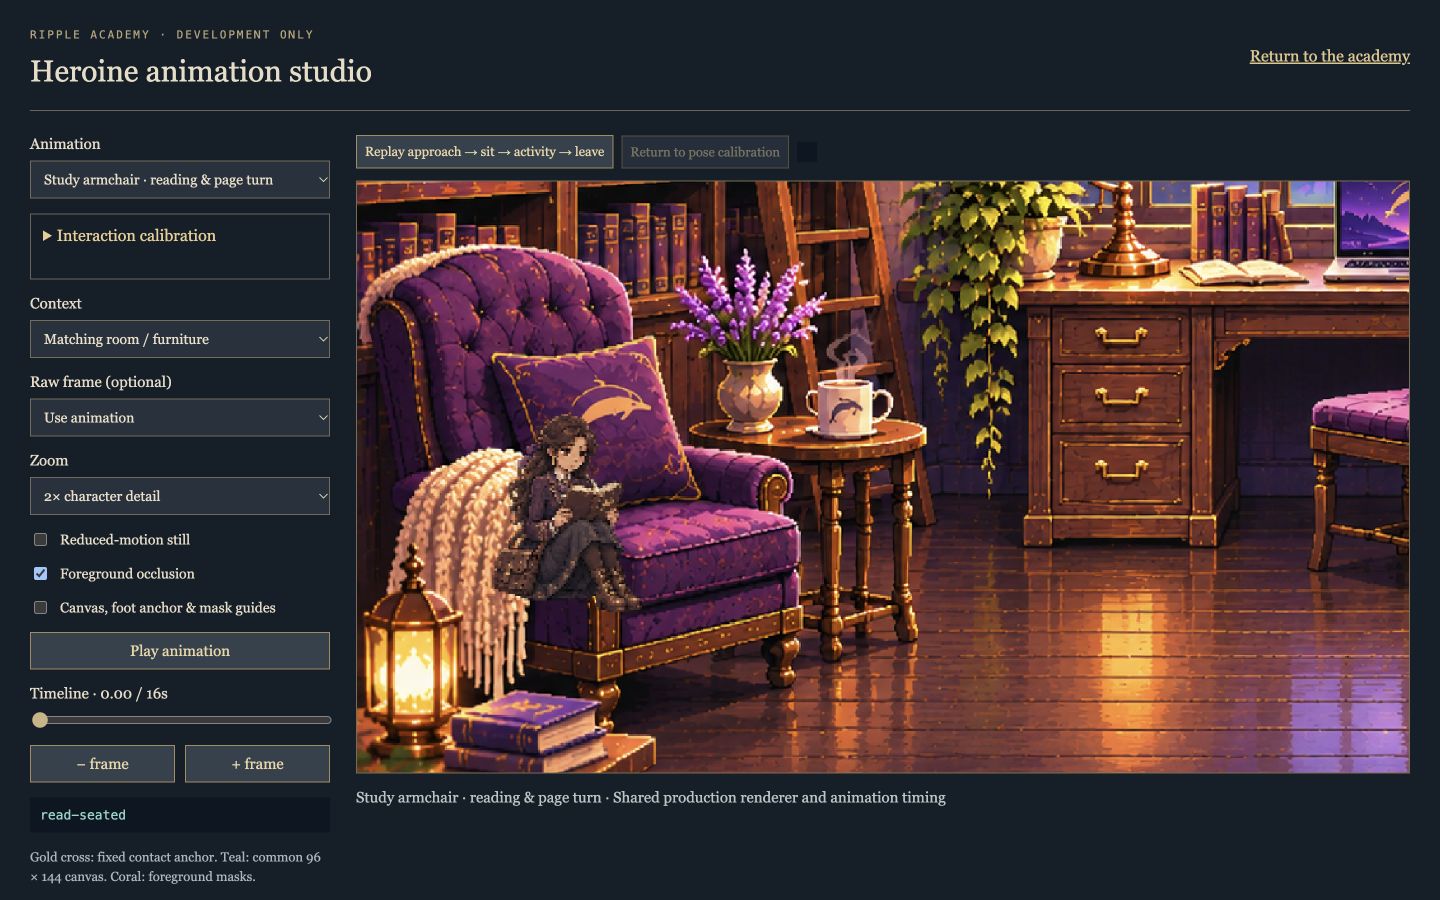 RIPPLE ACADEMY · DEVELOPMENT ONLY
Heroine animation studio
Return to the academy
Animation
Study armchair · reading & page turn
▶ Interaction calibration
Context
Matching room / furniture
Raw frame (optional)
Use animation
Zoom
2× character detail
Reduced-motion still
Foreground occlusion
Canvas, foot anchor & mask guides
Play animation
Timeline · 0.00 / 16s
− frame
+ frame
read-seated
Gold cross: fixed contact anchor. Teal: common 96
× 144 canvas. Coral: foreground masks.
Replay approach → sit → activity → leave
Return to pose calibration
Study armchair · reading & page turn · Shared production renderer and animation timing